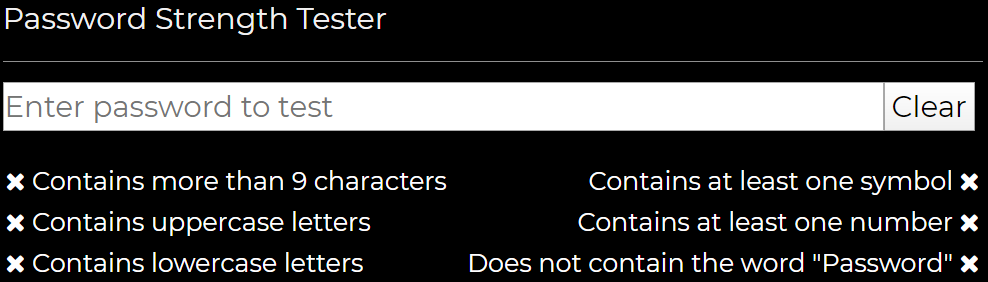 Password Strength Tester
Enter password to test
Clear
✖ Contains more than 9 characters
Contains at least one symbol ✖
✖ Contains uppercase letters
Contains at least one number ✖
✖ Contains lowercase letters
Does not contain the word "Password" ✖